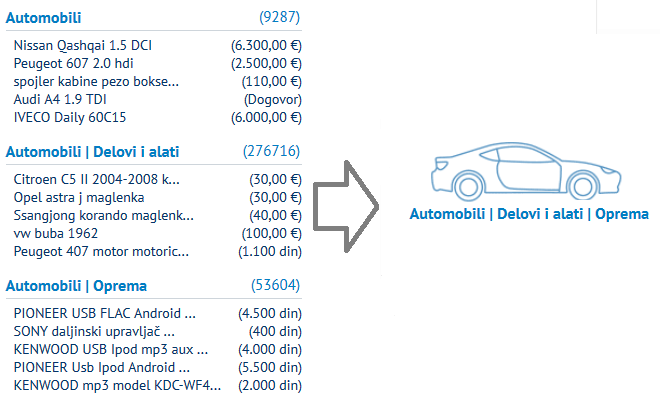 Automobili (9287)
Nissan Qashqai 1.5 DCI (6.300,00 €)
Peugeot 607 2.0 hdi (2.500,00 €)
spojler kabine pezo bokse... (110,00 €)
Audi A4 1.9 TDI (Dogovor)
IVECO Daily 60C15 (6.000,00 €)
Automobili | Delovi i alati (276716)
Citroen C5 II 2004-2008 k... (30,00 €)
Opel astra j maglenka (30,00 €)
Ssangjong korando maglenk... (40,00 €)
vw buba 1962 (100,00 €)
Peugeot 407 motor motoric... (1.100 din)
Automobili | Oprema (53604)
PIONEER USB FLAC Android ... (4.500 din)
SONY daljinski upravljač ... (400 din)
KENWOOD USB Ipod mp3 aux ... (4.000 din)
PIONEER Usb Ipod Android ... (5.500 din)
KENWOOD mp3 model KDC-WF4... (2.000 din)
Automobili | Delovi i alati | Oprema